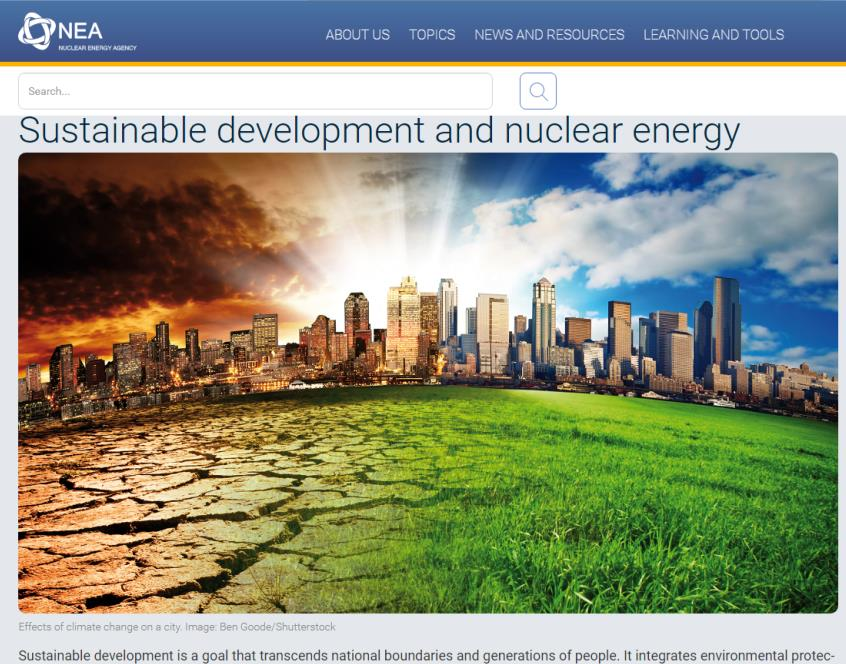 NEA
NUCLEAR ENERGY AGENCY
ABOUT US TOPICS NEWS AND RESOURCES LEARNING AND TOOLS
Search...
Sustainable development and nuclear energy
Effects of climate change on a city. Image: Ben Goode/Shutterstock
Sustainable development is a goal that transcends national boundaries and generations of people. It integrates environmental protec-